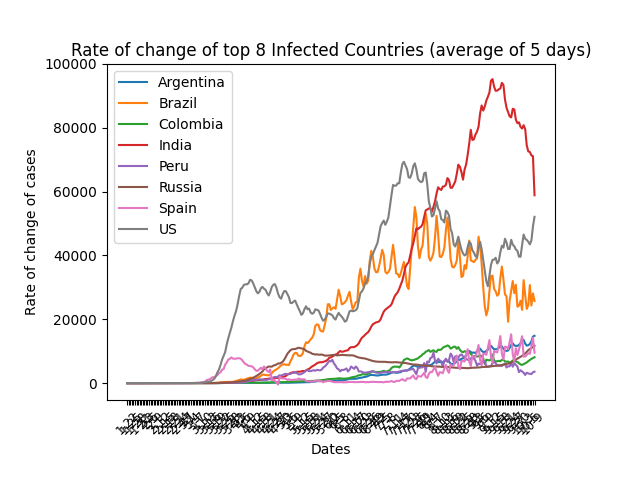 Rate of change of top 8 Infected Countries (average of 5 days)
100000
80000
60000
40000
20000
0
Rate of change of cases
Argentina
Brazil
Colombia
India
Peru
Russia
Spain
US
Dates